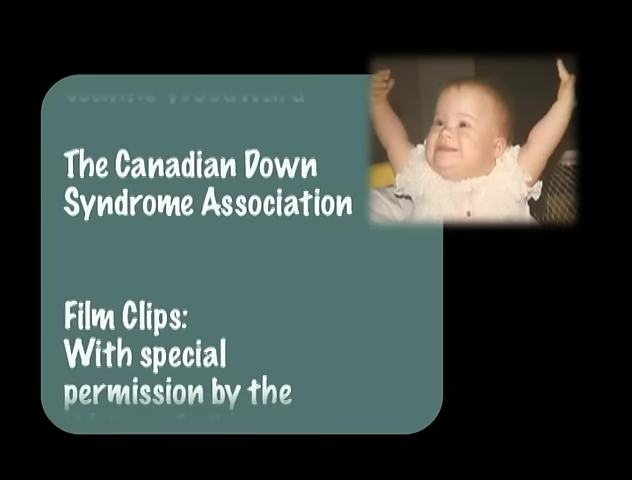 The Canadian Down
Syndrome Association
Film Clips:
With special
permission by the